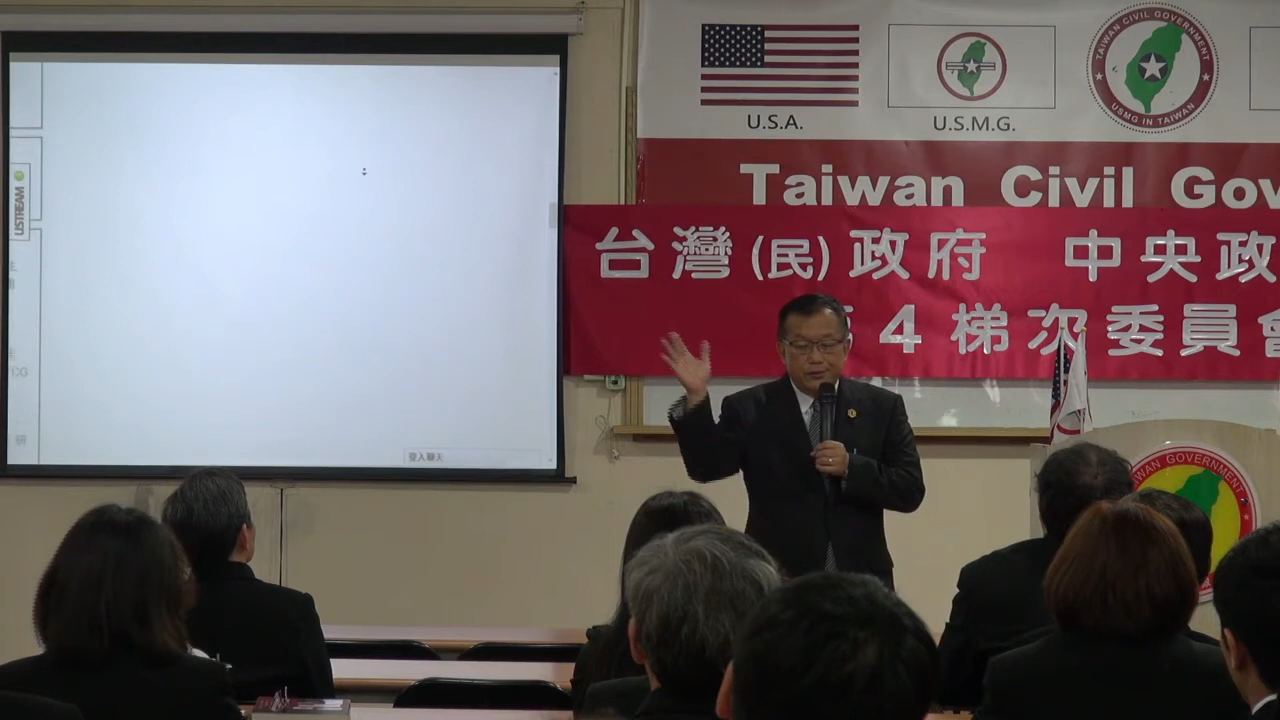 U.S.A.
U.S.M.G.
TAIWAN CIVIL GOVERNMENT
USMG IN TAIWAN
Taiwan Civil Gov
台灣(民)政府 中央政
4梯次委員會
USTREAM
登入聊天
IWAN GOVERNMENT